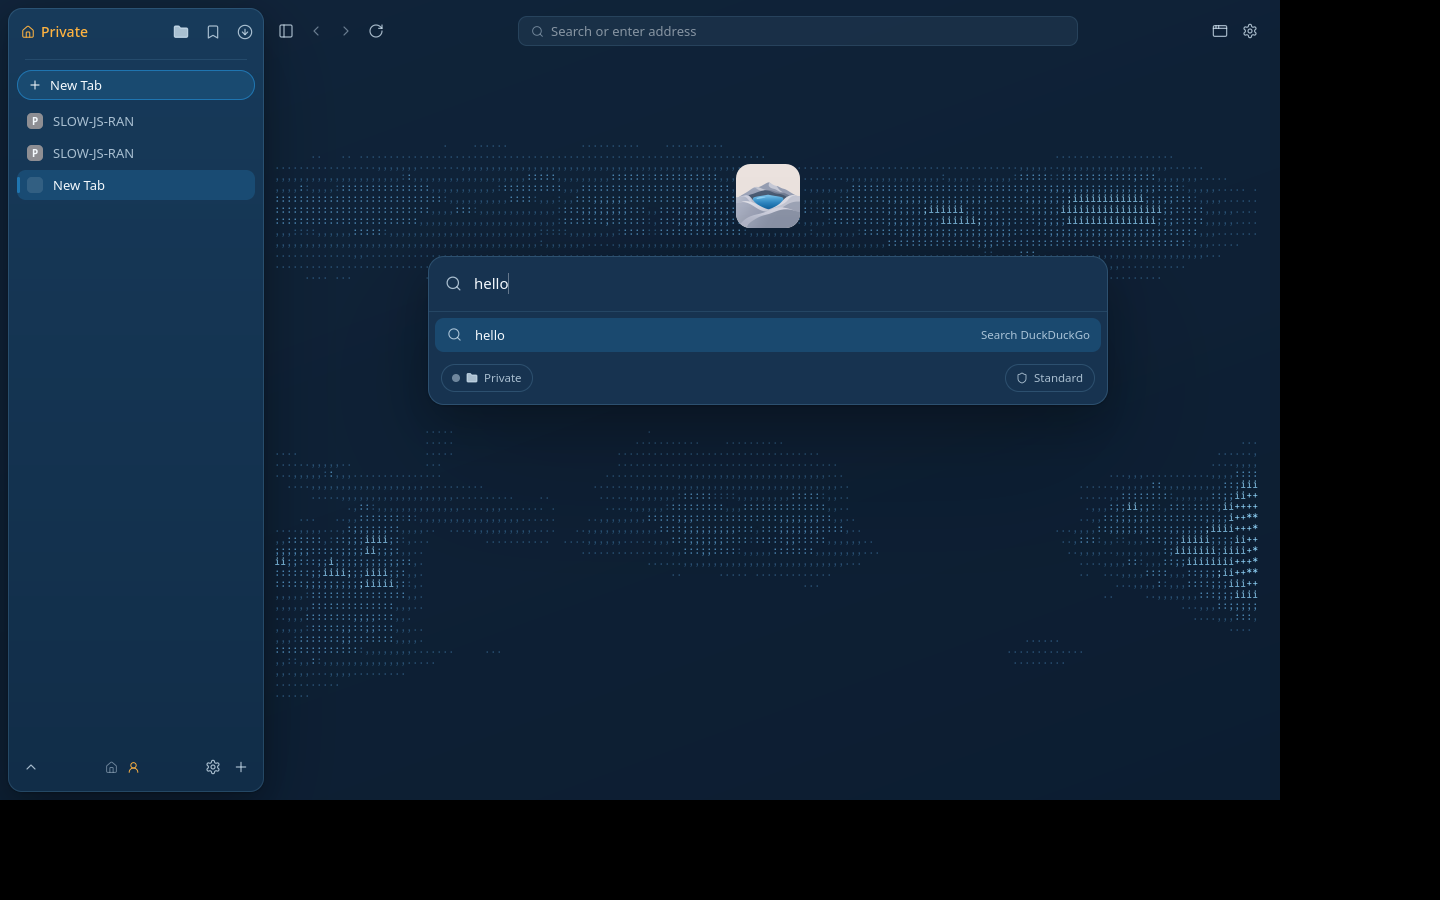 Private
Search or enter address
New Tab
P SLOW-JS-RAN
P SLOW-JS-RAN
New Tab
hello
hello Search DuckDuckGo
Private Standard